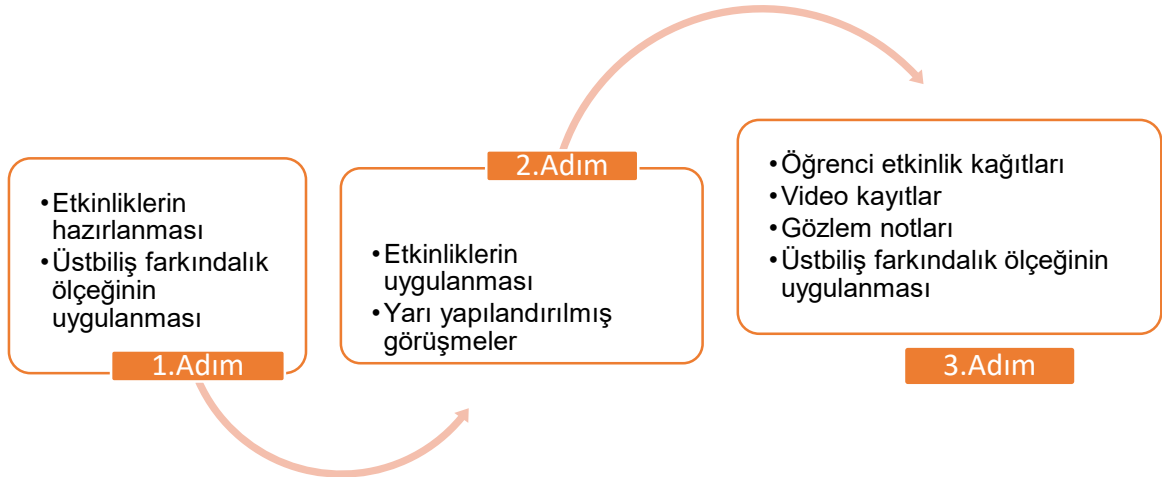 •Etkinliklerin
hazırlanması
•Üstbiliş farkındalık
ölçeğinin
uygulanması
1.Adım
2.Adım
•Etkinliklerin
uygulanması
•Yarı yapılandırılmış
görüşmeler
•Öğrenci etkinlik kağıtları
•Video kayıtlar
•Gözlem notları
•Üstbiliş farkındalık ölçeğinin
uygulanması
3.Adım